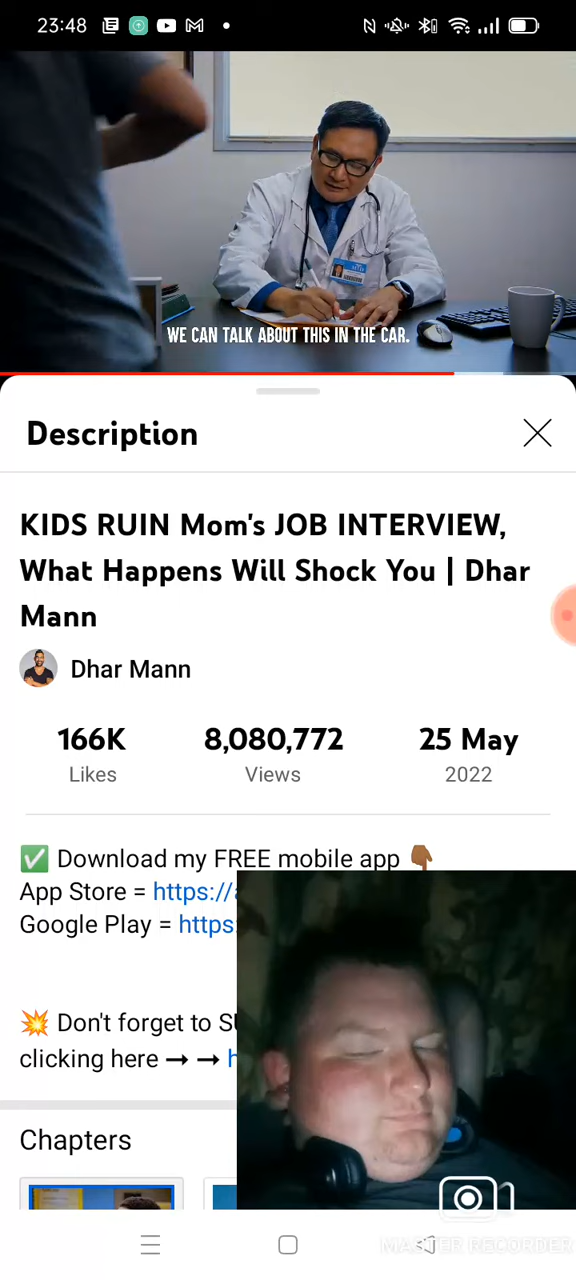 23:48
WE CAN TALK ABOUT THIS IN THE CAR.
Description
KIDS RUIN Mom's JOB INTERVIEW,
What Happens Will Shock You | Dhar
Mann
Dhar Mann
166K 8,080,772 25 May
Likes Views 2022
✅ Download my FREE mobile app 👇🏾
App Store = https://
Google Play = https:
💥 Don't forget to
clicking here → →
Chapters
MASTER RECORDER